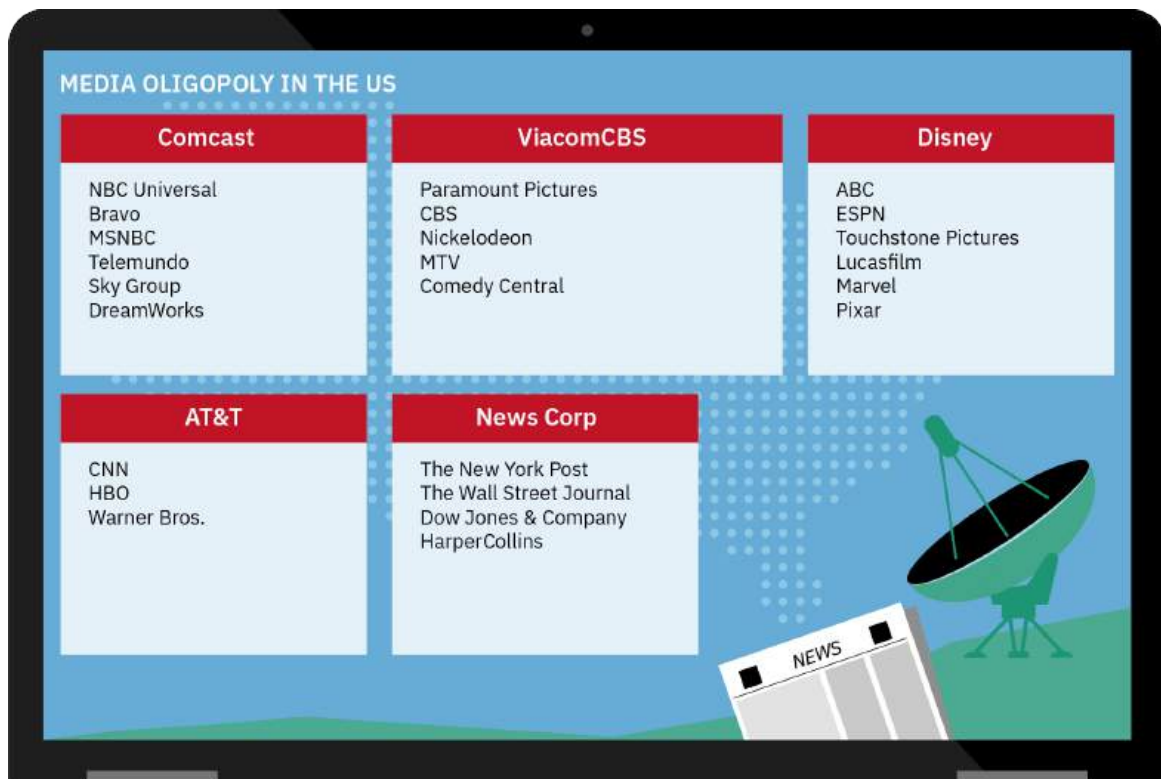 MEDIA OLIGOPOLY IN THE US
Comcast
NBC Universal
Bravo
MSNBC
Telemundo
Sky Group
DreamWorks
ViacomCBS
Paramount Pictures
CBS
Nickelodeon
MTV
Comedy Central
Disney
ABC
ESPN
Touchstone Pictures
Lucasfilm
Marvel
Pixar
AT&T
CNN
HBO
Warner Bros.
News Corp
The New York Post
The Wall Street Journal
Dow Jones & Company
HarperCollins
NEWS